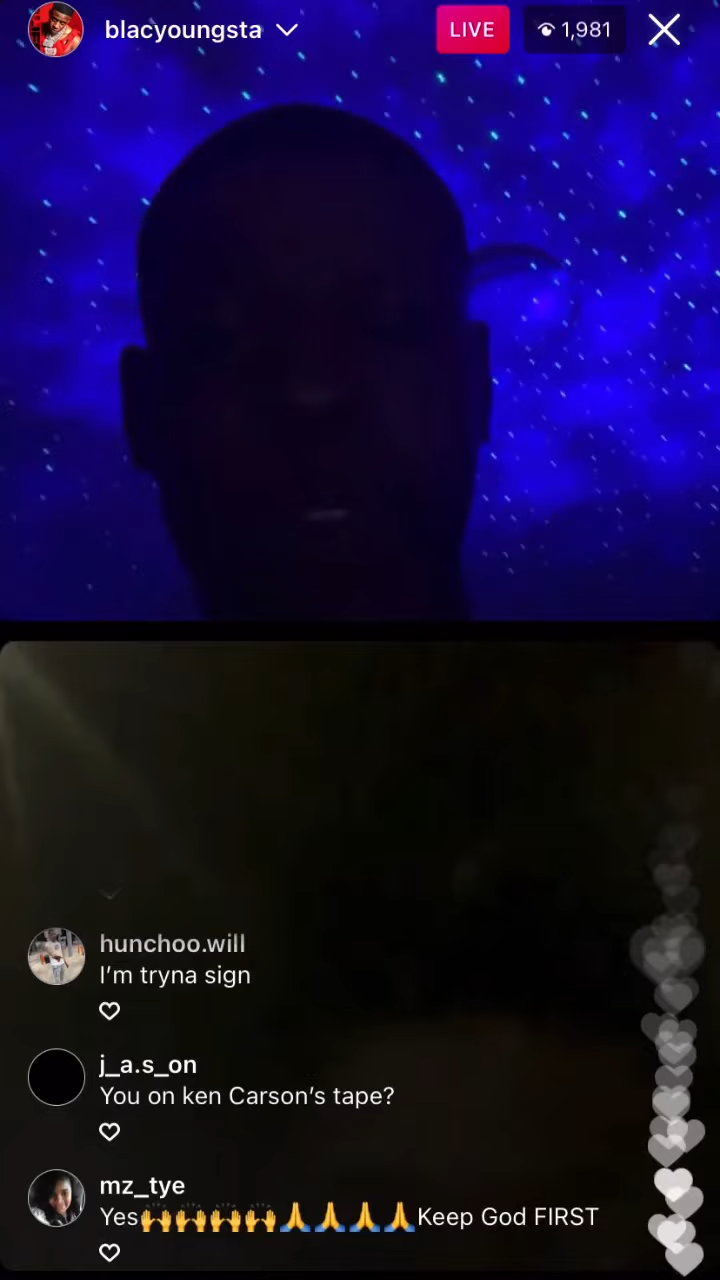 blacyoungsta
LIVE
1,981
hunchoo.will
I'm tryna sign
j_a.s_on
You on ken Carson's tape?
mz_tye
Yes🙌🙌🙌🙌🙏🙏🙏🙏Keep God FIRST